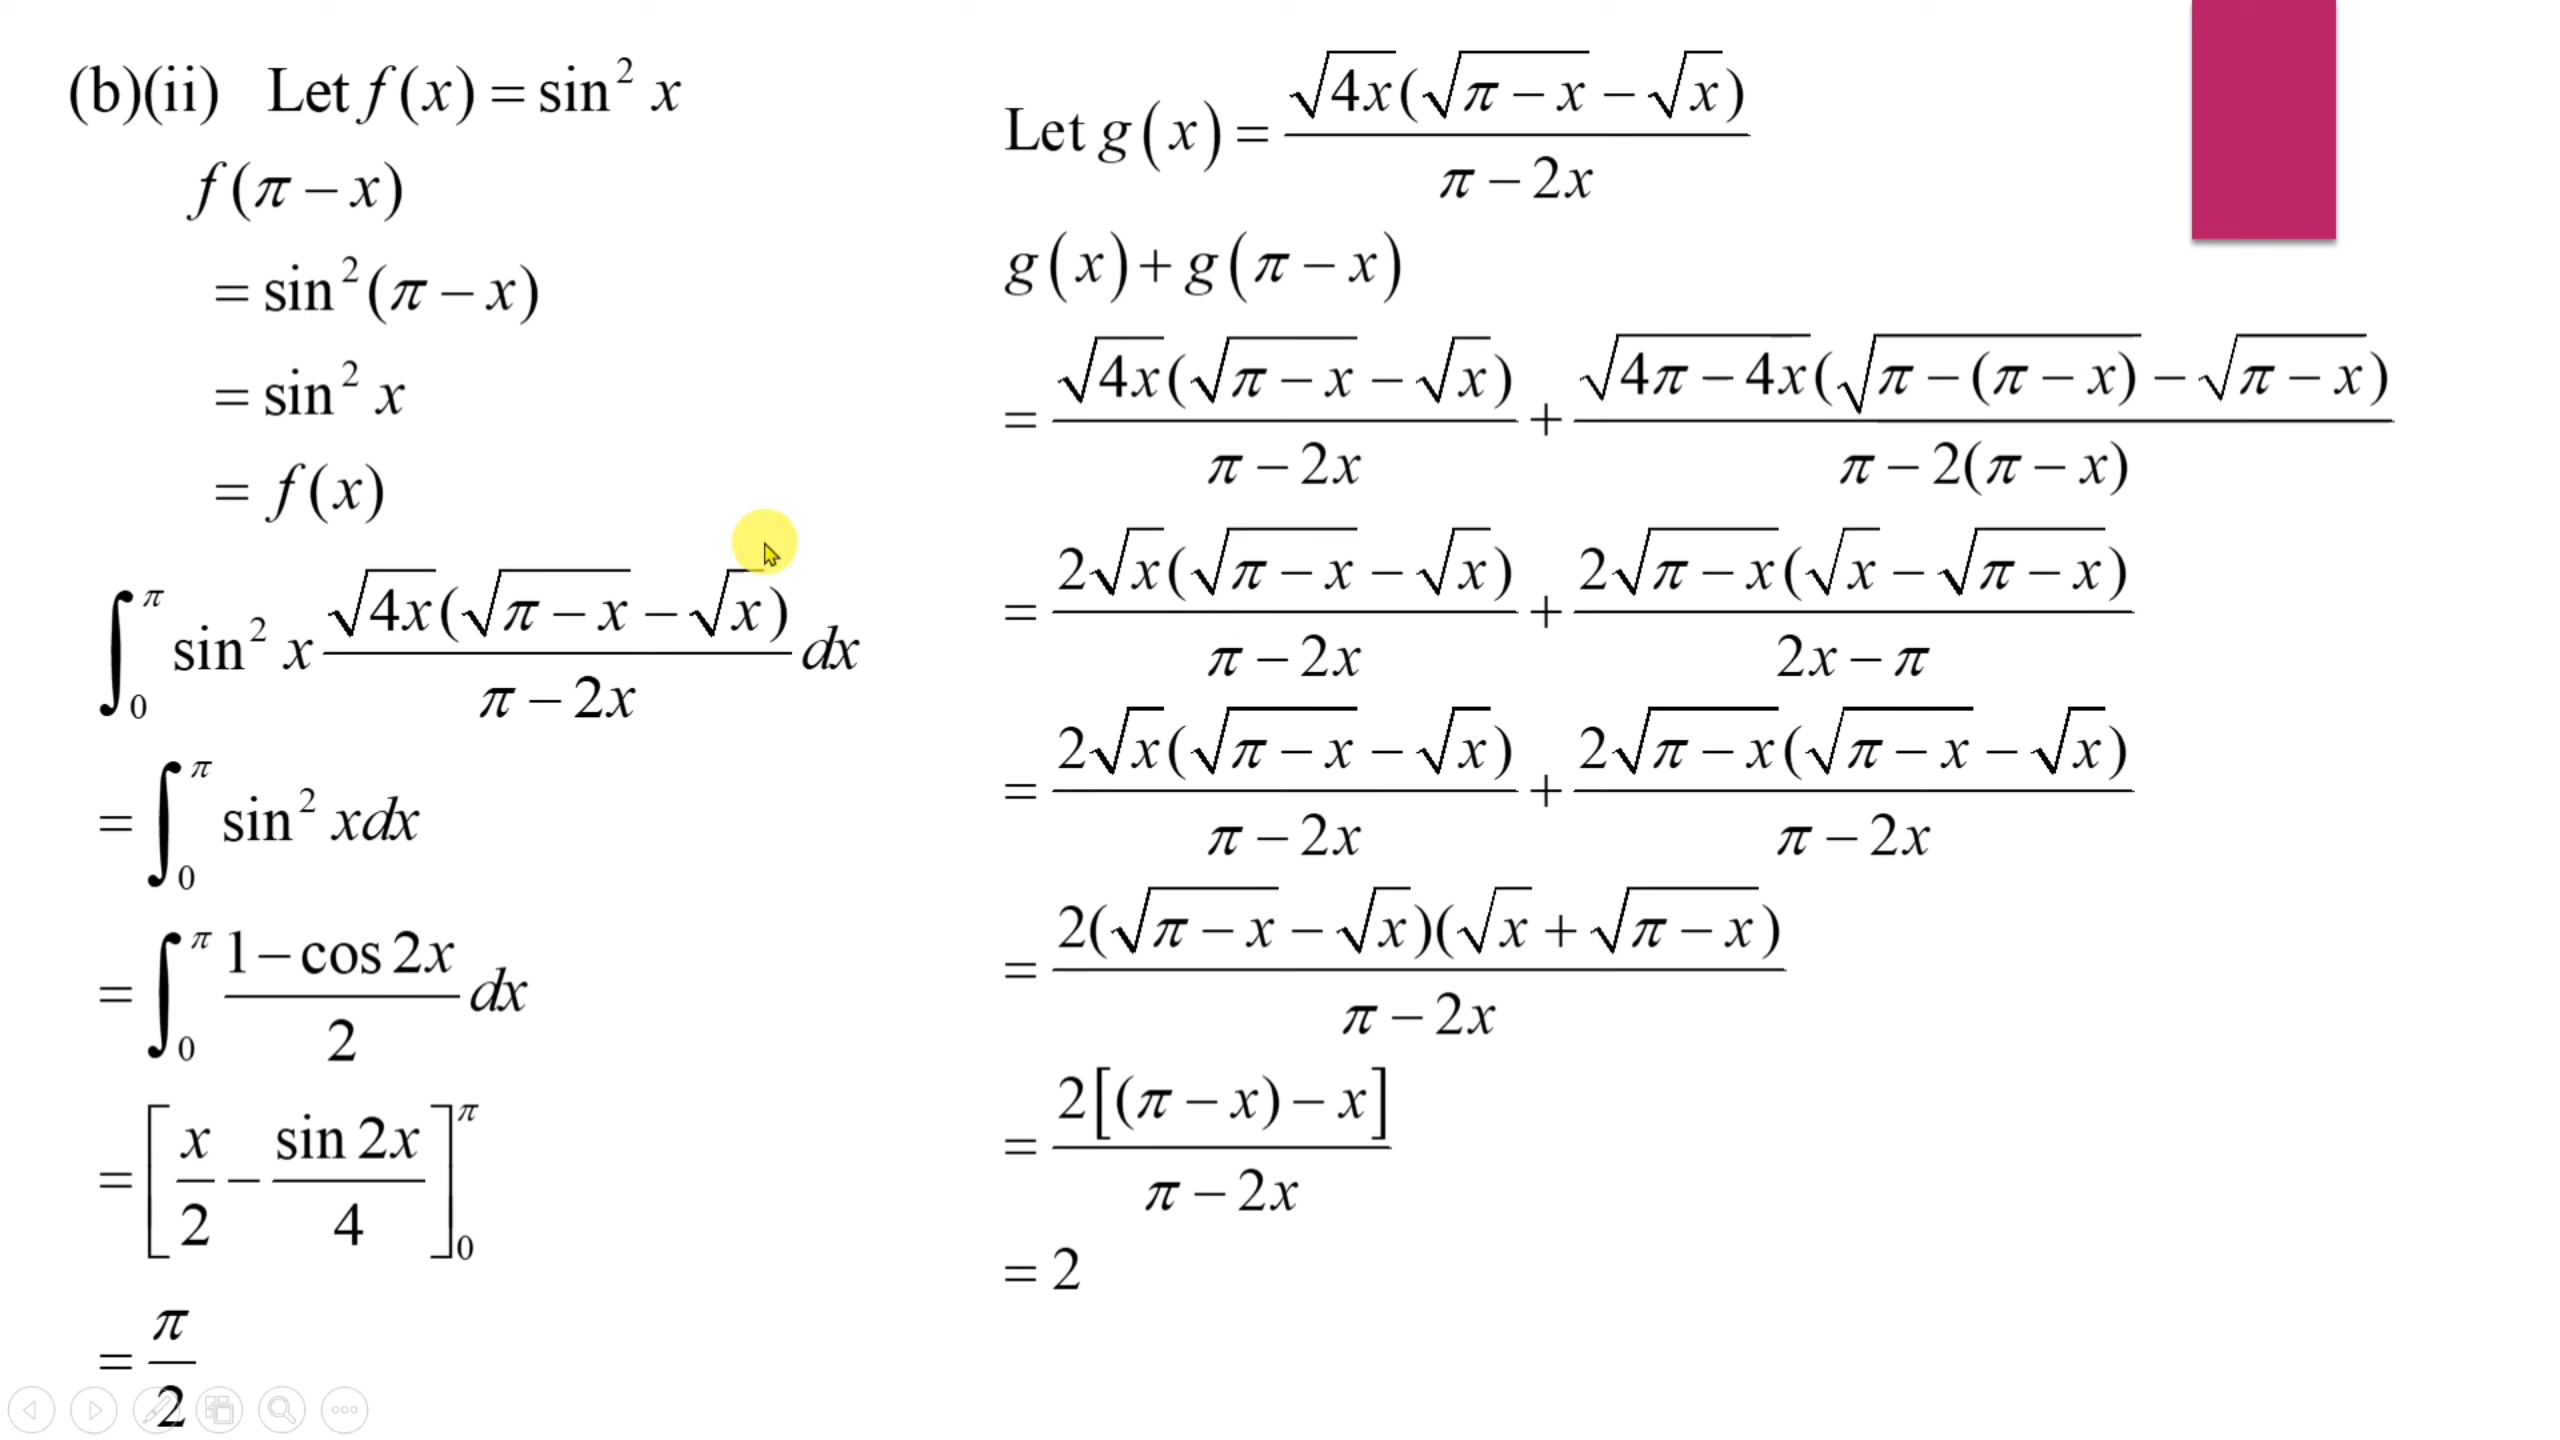 (b)(ii) Let f(x) = sin² x
f(π − x)
= sin²(π − x)
= sin² x
= f(x)
∫₀^π sin² x √(4x)(√(π − x) − √x) / (π − 2x) dx
= ∫₀^π sin² xdx
= ∫₀^π (1 − cos 2x) / 2 dx
= [x/2 − sin 2x / 4]₀^π
= π/2
Let g(x) = √(4x)(√(π − x) − √x) / (π − 2x)
g(x) + g(π − x)
= √(4x)(√(π − x) − √x) / (π − 2x) + √(4π − 4x)(√(π − (π − x)) − √(π − x)) / (π − 2(π − x))
= 2√x(√(π − x) − √x) / (π − 2x) + 2√(π − x)(√x − √(π − x)) / (2x − π)
= 2√x(√(π − x) − √x) / (π − 2x) + 2√(π − x)(√(π − x) − √x) / (π − 2x)
= 2(√(π − x) − √x)(√x + √(π − x)) / (π − 2x)
= 2[(π − x) − x] / (π − 2x)
= 2